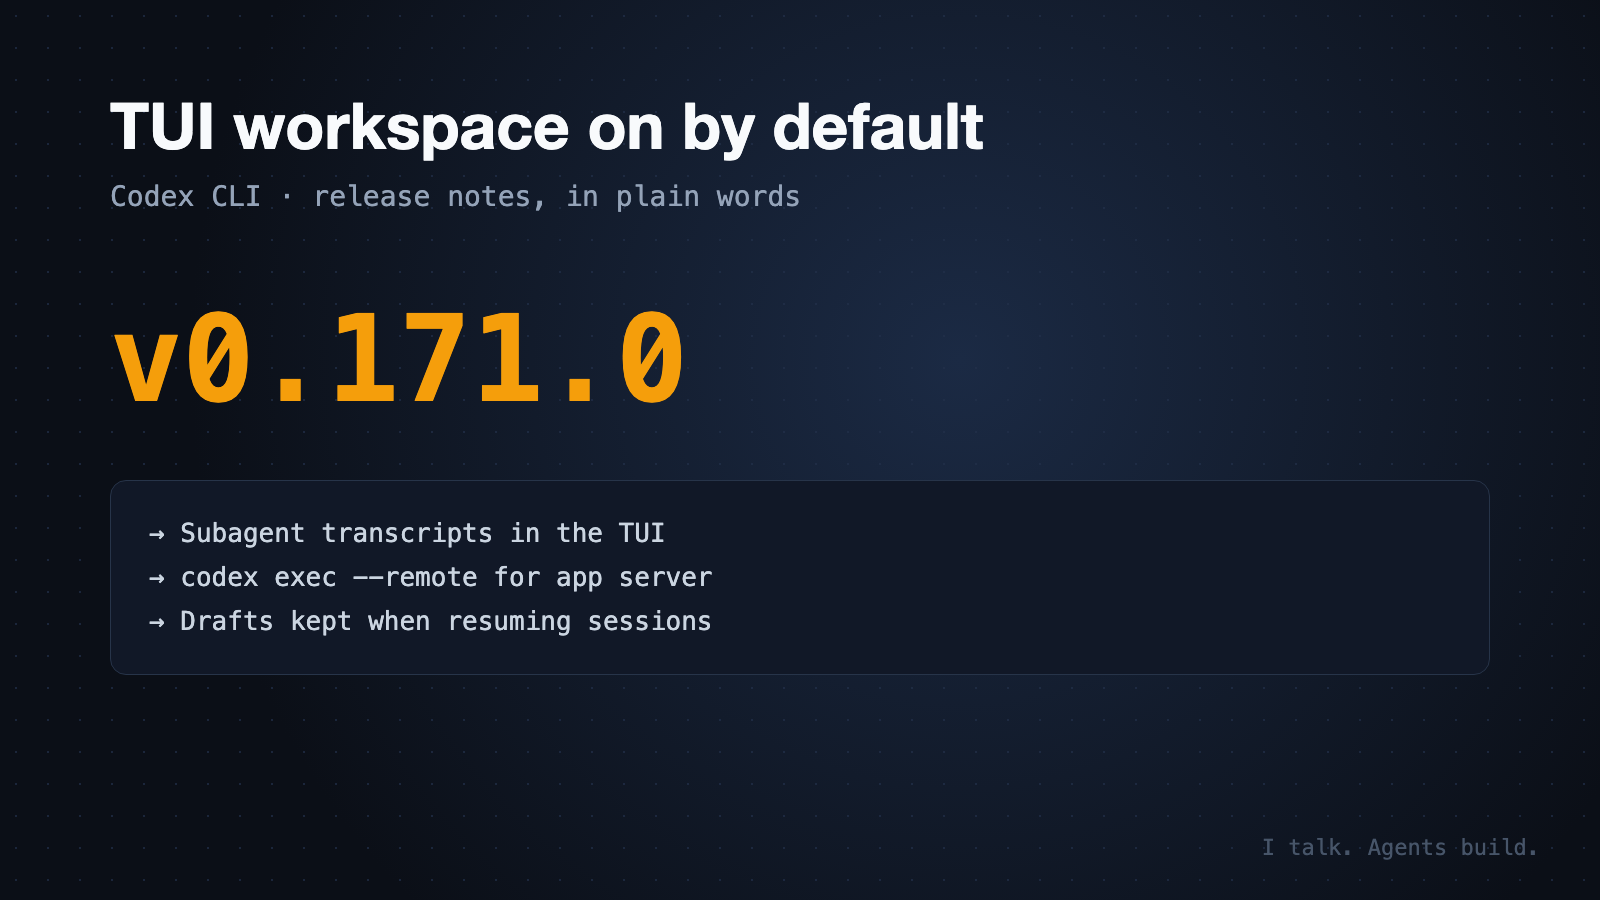 TUI workspace on by default
Codex CLI · release notes, in plain words
v0.171.0
→ Subagent transcripts in the TUI
→ codex exec --remote for app server
→ Drafts kept when resuming sessions
I talk. Agents build.